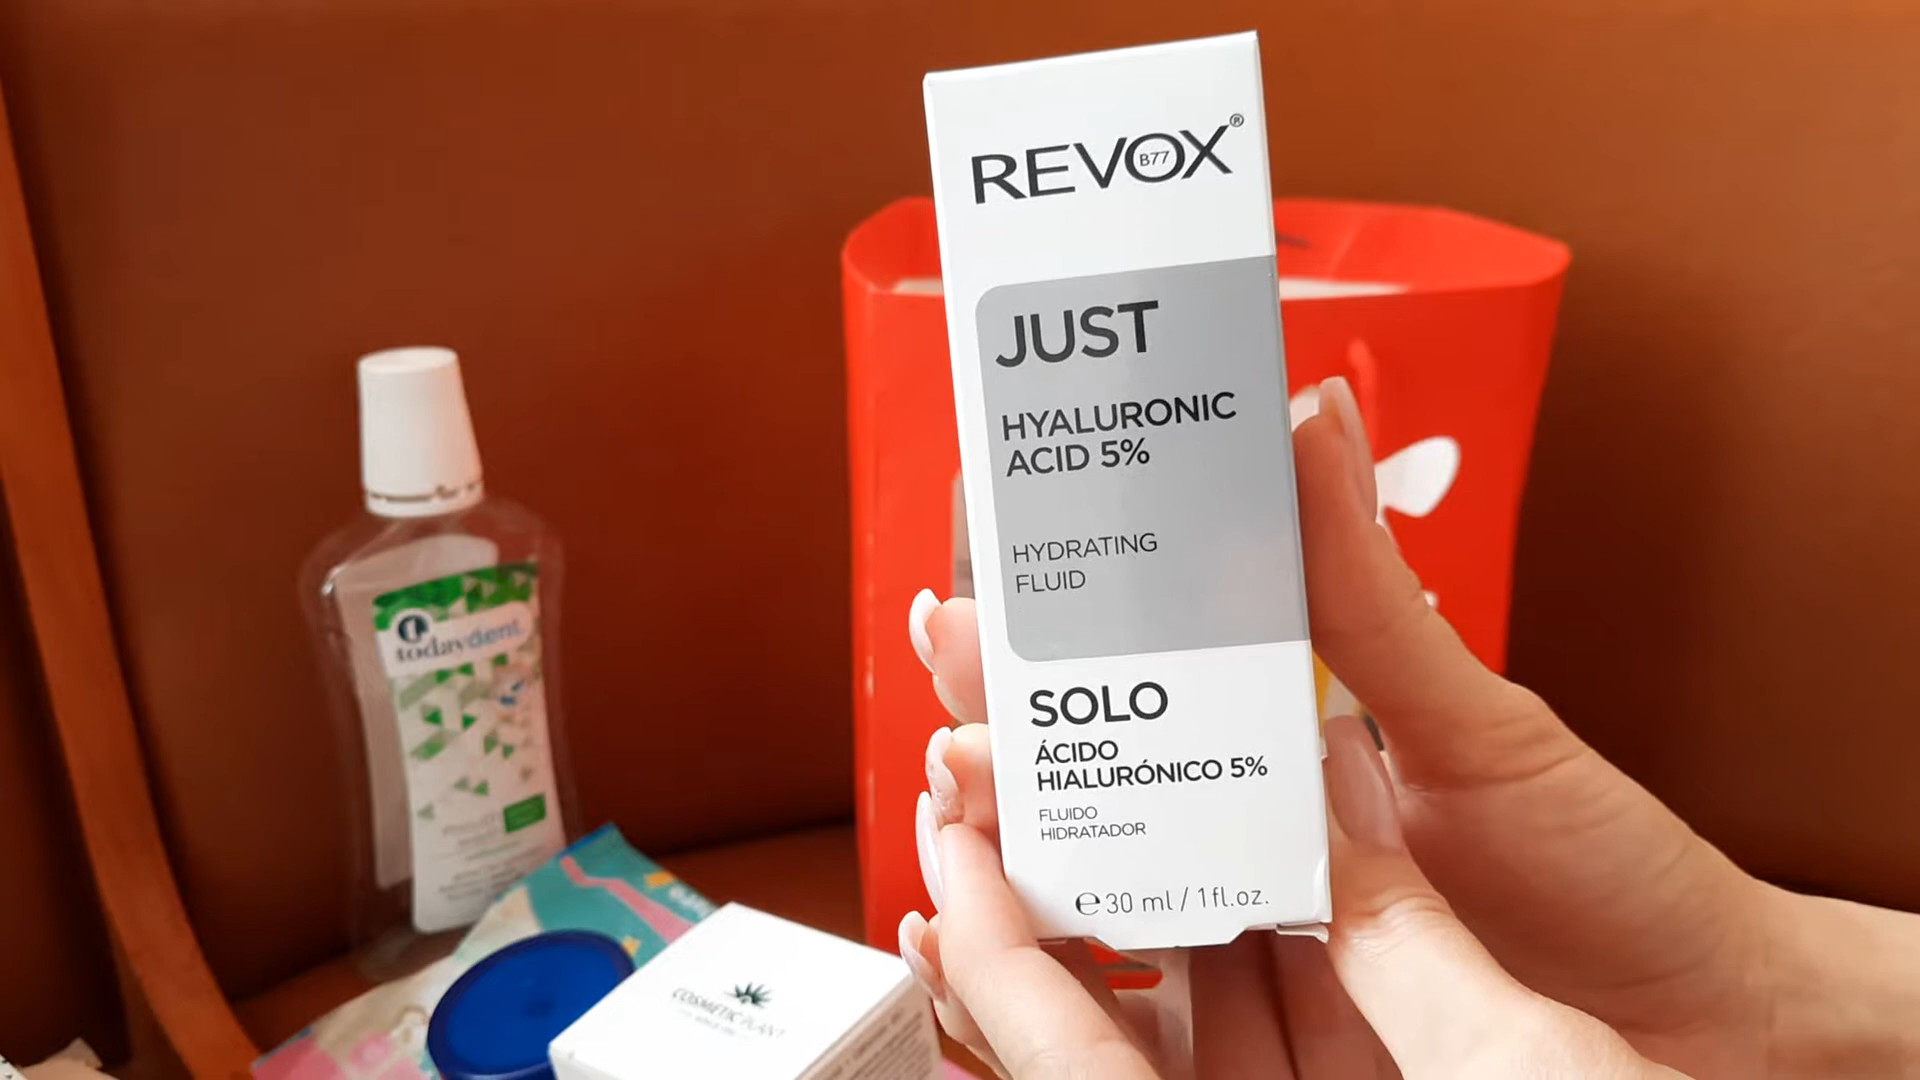 REVOX®
B77
JUST
HYALURONIC
ACID 5%
HYDRATING
FLUID
SOLO
ÁCIDO
HIALURÓNICO 5%
FLUIDO
HIDRATADOR
℮ 30 ml / 1 fl.oz.
todaydent
COSMETIC PLANT